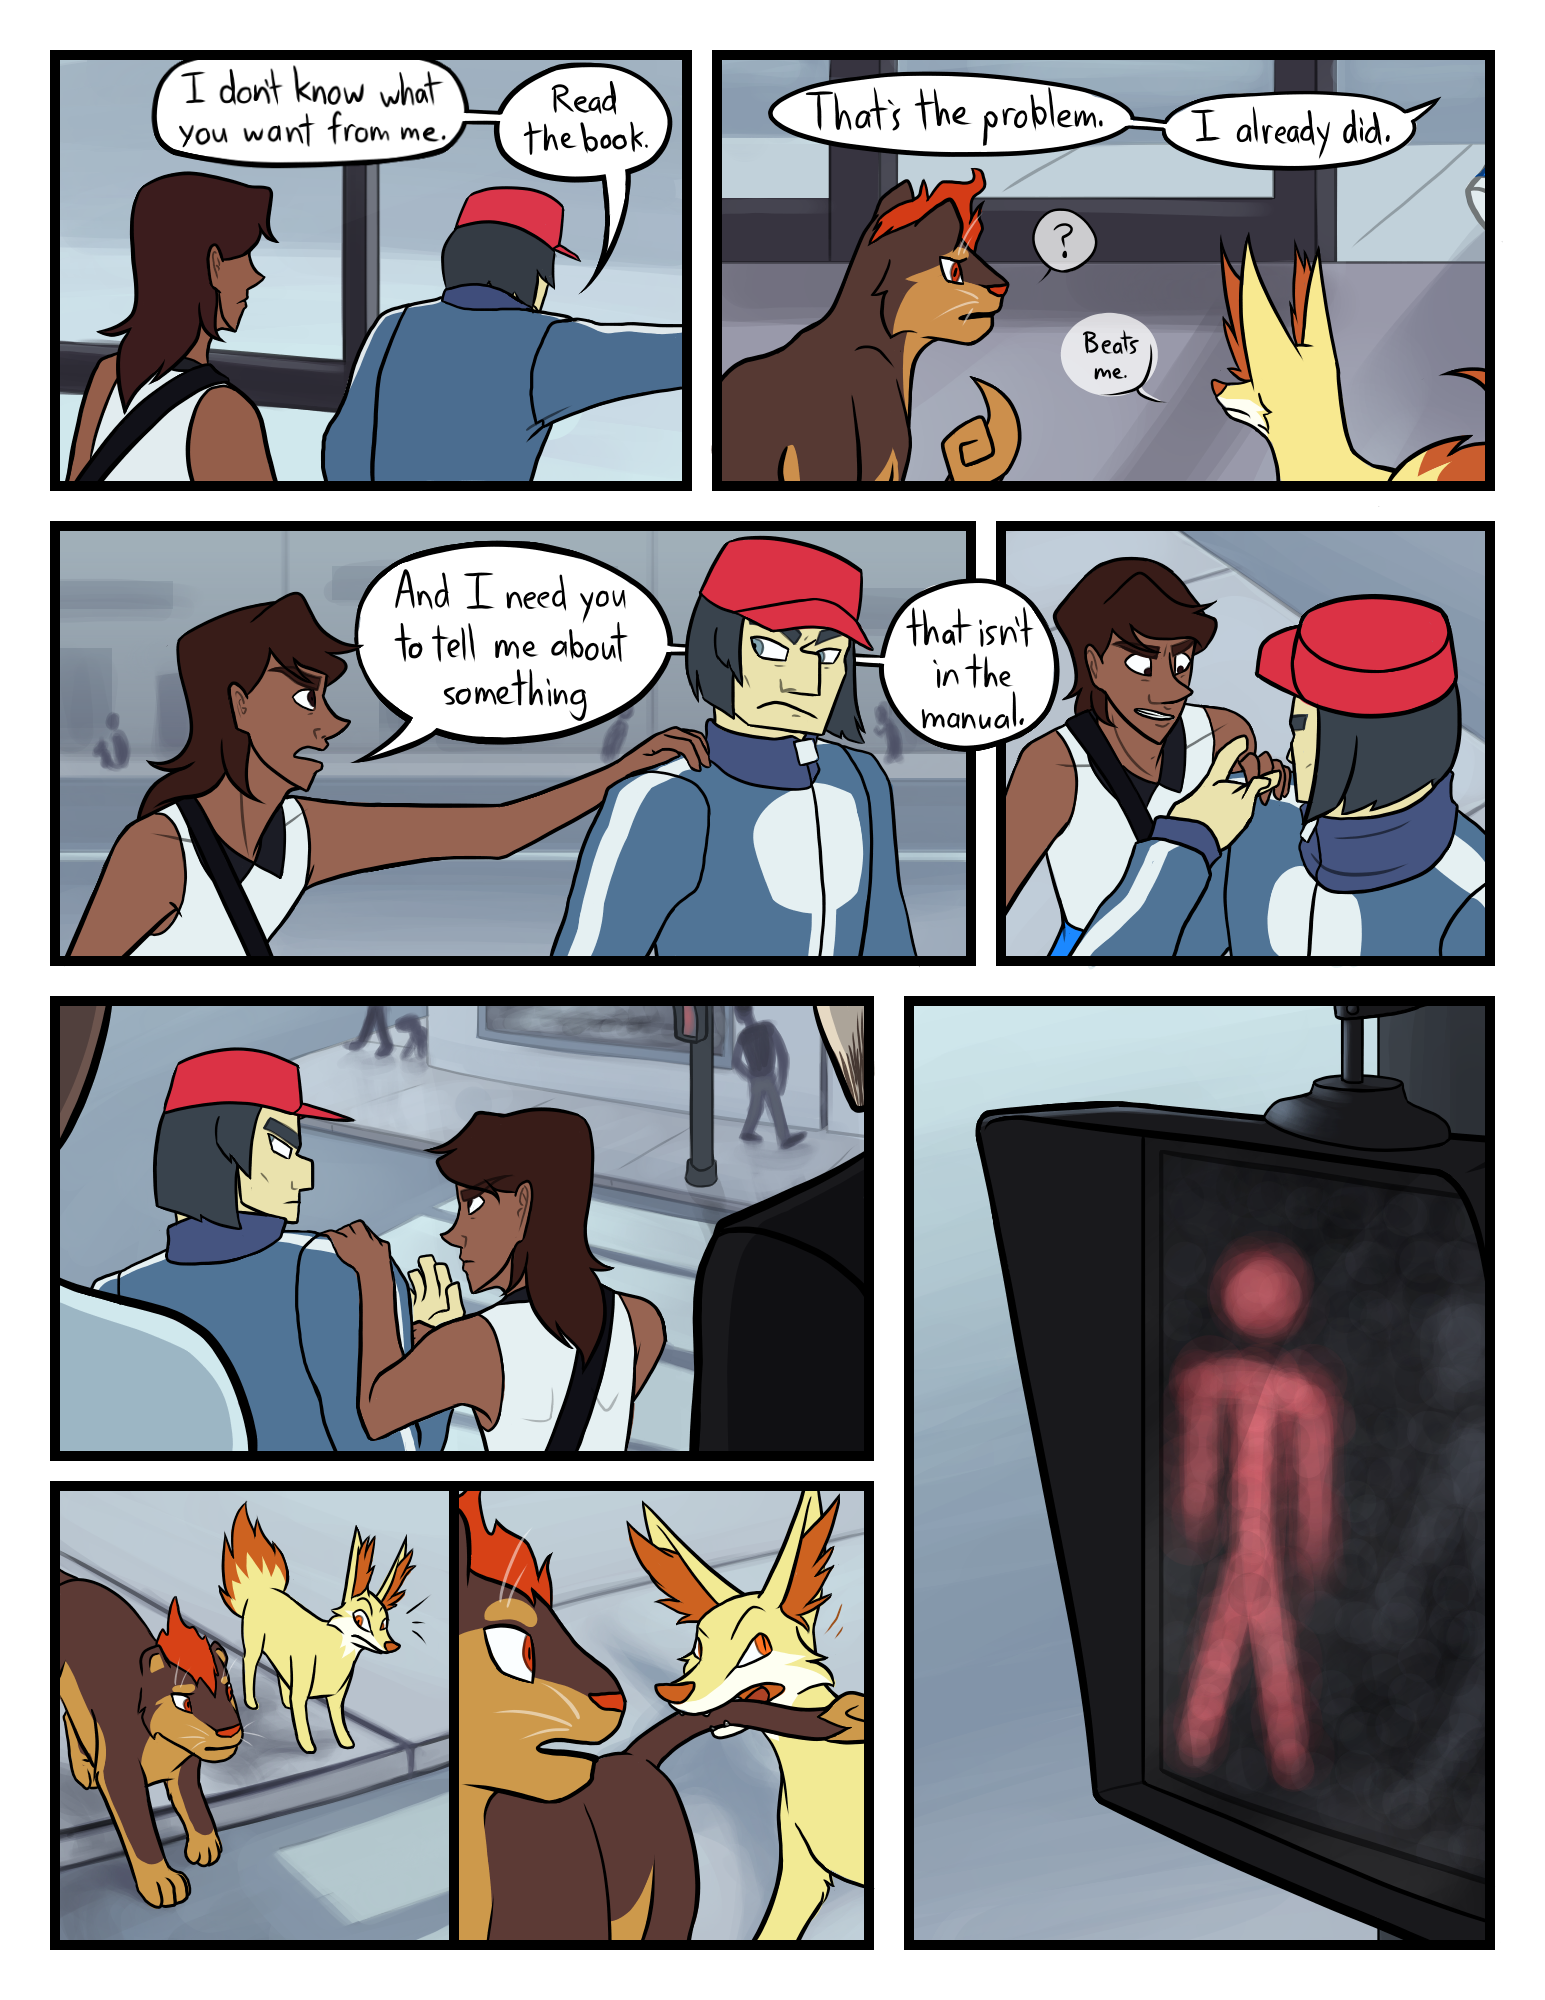 I don't know what
you want from me.
Read
the book.
That's the problem.
I already did.
?
Beats
me.
And I need you
to tell me about
something
that isn't
in the
manual.